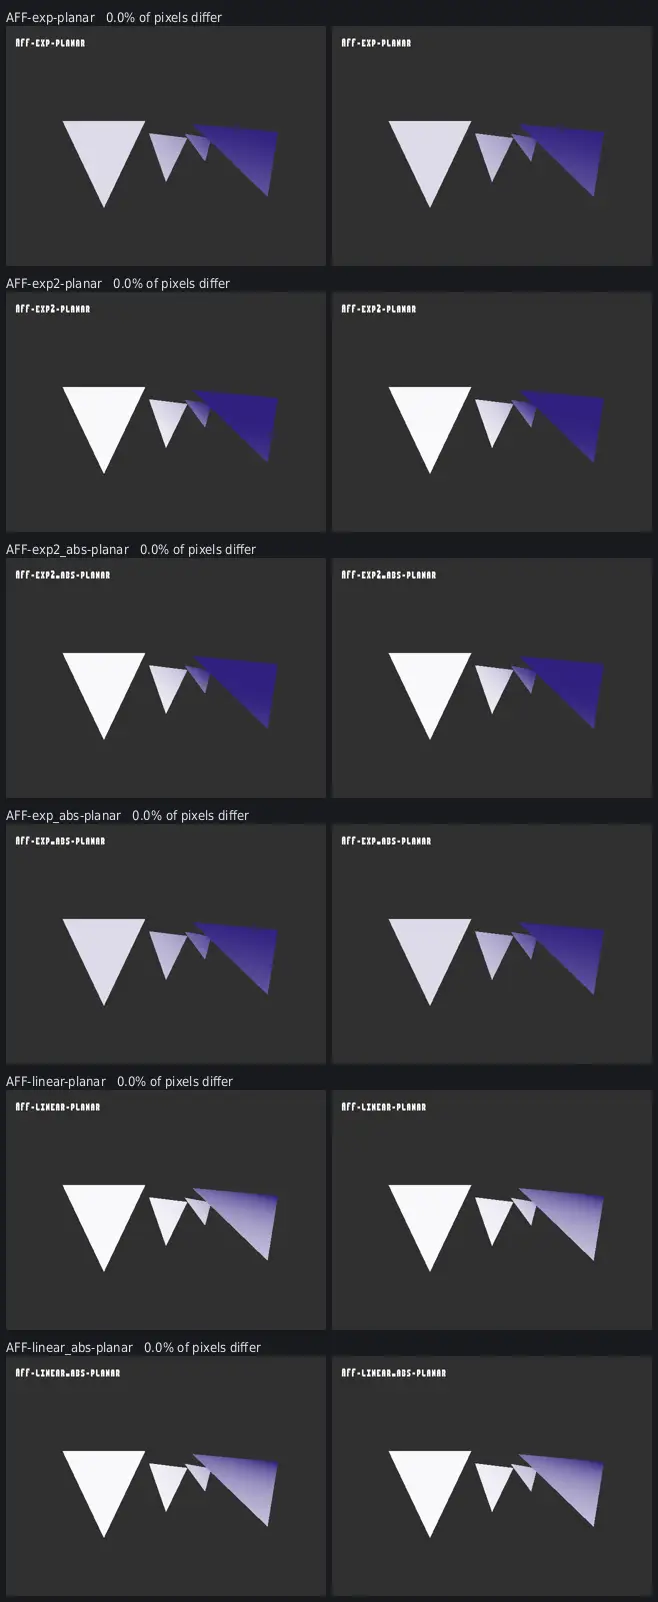 AFF-exp-planar 0.0% of pixels differ
AFF-EXP-PLANAR AFF-EXP-PLANAR
AFF-exp2-planar 0.0% of pixels differ
AFF-EXP2-PLANAR AFF-EXP2-PLANAR
AFF-exp2_abs-planar 0.0% of pixels differ
AFF-EXP2_ABS-PLANAR AFF-EXP2_ABS-PLANAR
AFF-exp_abs-planar 0.0% of pixels differ
AFF-EXP_ABS-PLANAR AFF-EXP_ABS-PLANAR
AFF-linear-planar 0.0% of pixels differ
AFF-LINEAR-PLANAR AFF-LINEAR-PLANAR
AFF-linear_abs-planar 0.0% of pixels differ
AFF-LINEAR_ABS-PLANAR AFF-LINEAR_ABS-PLANAR